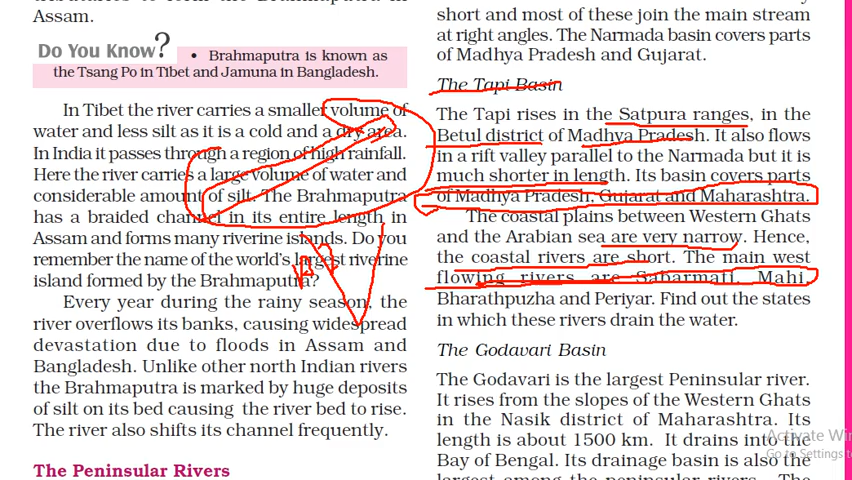 Assam.
Do You Know?
• Brahmaputra is known as
the Tsang Po in Tibet and Jamuna in Bangladesh.
In Tibet the river carries a smaller volume of
water and less silt as it is a cold and a dry area.
In India it passes through a region of high rainfall.
Here the river carries a large volume of water and
considerable amount of silt. The Brahmaputra
has a braided channel in its entire length in
Assam and forms many riverine islands. Do you
remember the name of the world's largest riverine
island formed by the Brahmaputra?
Every year during the rainy season, the
river overflows its banks, causing widespread
devastation due to floods in Assam and
Bangladesh. Unlike other north Indian rivers
the Brahmaputra is marked by huge deposits
of silt on its bed causing the river bed to rise.
The river also shifts its channel frequently.
The Peninsular Rivers
short and most of these join the main stream
at right angles. The Narmada basin covers parts
of Madhya Pradesh and Gujarat.
The Tapi Basin
The Tapi rises in the Satpura ranges, in the
Betul district of Madhya Pradesh. It also flows
in a rift valley parallel to the Narmada but it is
much shorter in length. Its basin covers parts
of Madhya Pradesh, Gujarat and Maharashtra.
The coastal plains between Western Ghats
and the Arabian sea are very narrow. Hence,
the coastal rivers are short. The main west
flowing rivers are Sabarmati, Mahi,
Bharathpuzha and Periyar. Find out the states
in which these rivers drain the water.
The Godavari Basin
The Godavari is the largest Peninsular river.
It rises from the slopes of the Western Ghats
in the Nasik district of Maharashtra. Its
length is about 1500 km. It drains into the
Bay of Bengal. Its drainage basin is also the
largest among the peninsular rivers. The
Activate Wi
Go to Settings t